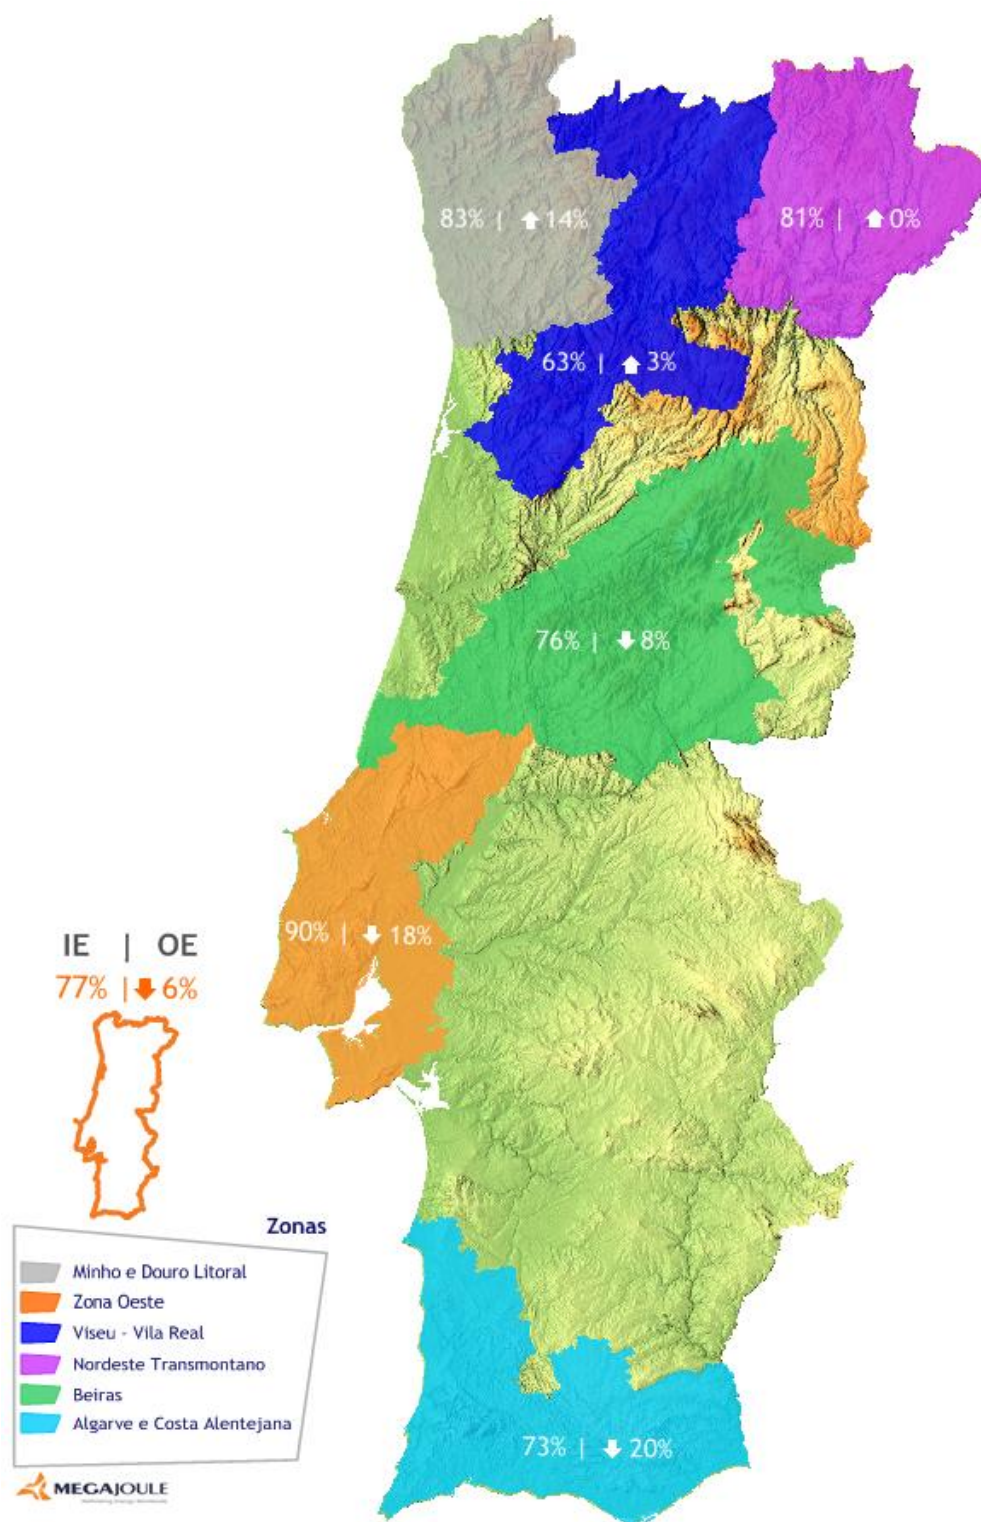 83% | ⬆ 14%
81% | ⬆ 0%
63% | ⬆ 3%
76% | ⬇ 8%
90% | ⬇ 18%
IE | OE
77% | ⬇ 6%
Zonas
Minho e Douro Litoral
Zona Oeste
Viseu - Vila Real
Nordeste Transmontano
Beiras
Algarve e Costa Alentejana
73% | ⬇ 20%
MEGAJOULE